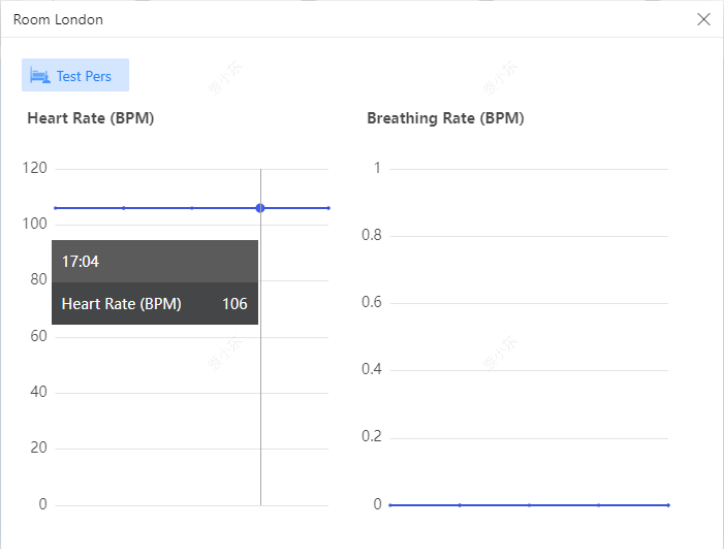 Room London
Test Pers
Heart Rate (BPM)
Breathing Rate (BPM)
120
100
80
60
40
20
0
17:04
Heart Rate (BPM) 106
1
0.8
0.6
0.4
0.2
0